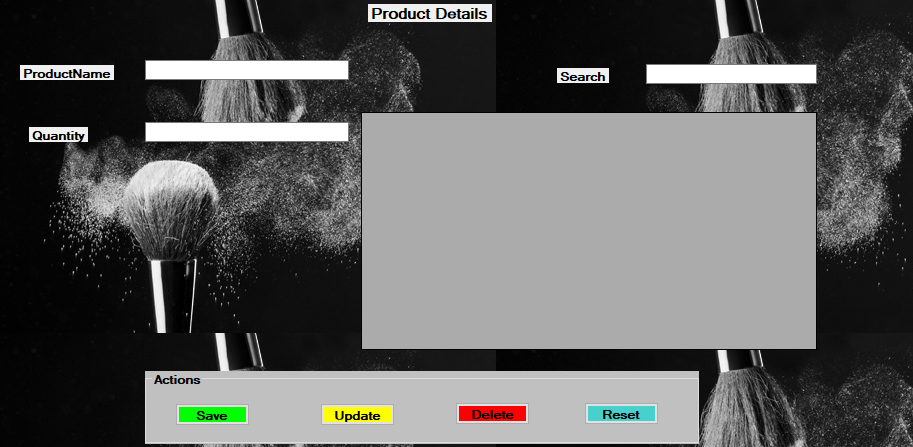 Product Details
ProductName
Search
Quantity
Actions
Save
Update
Delete
Reset